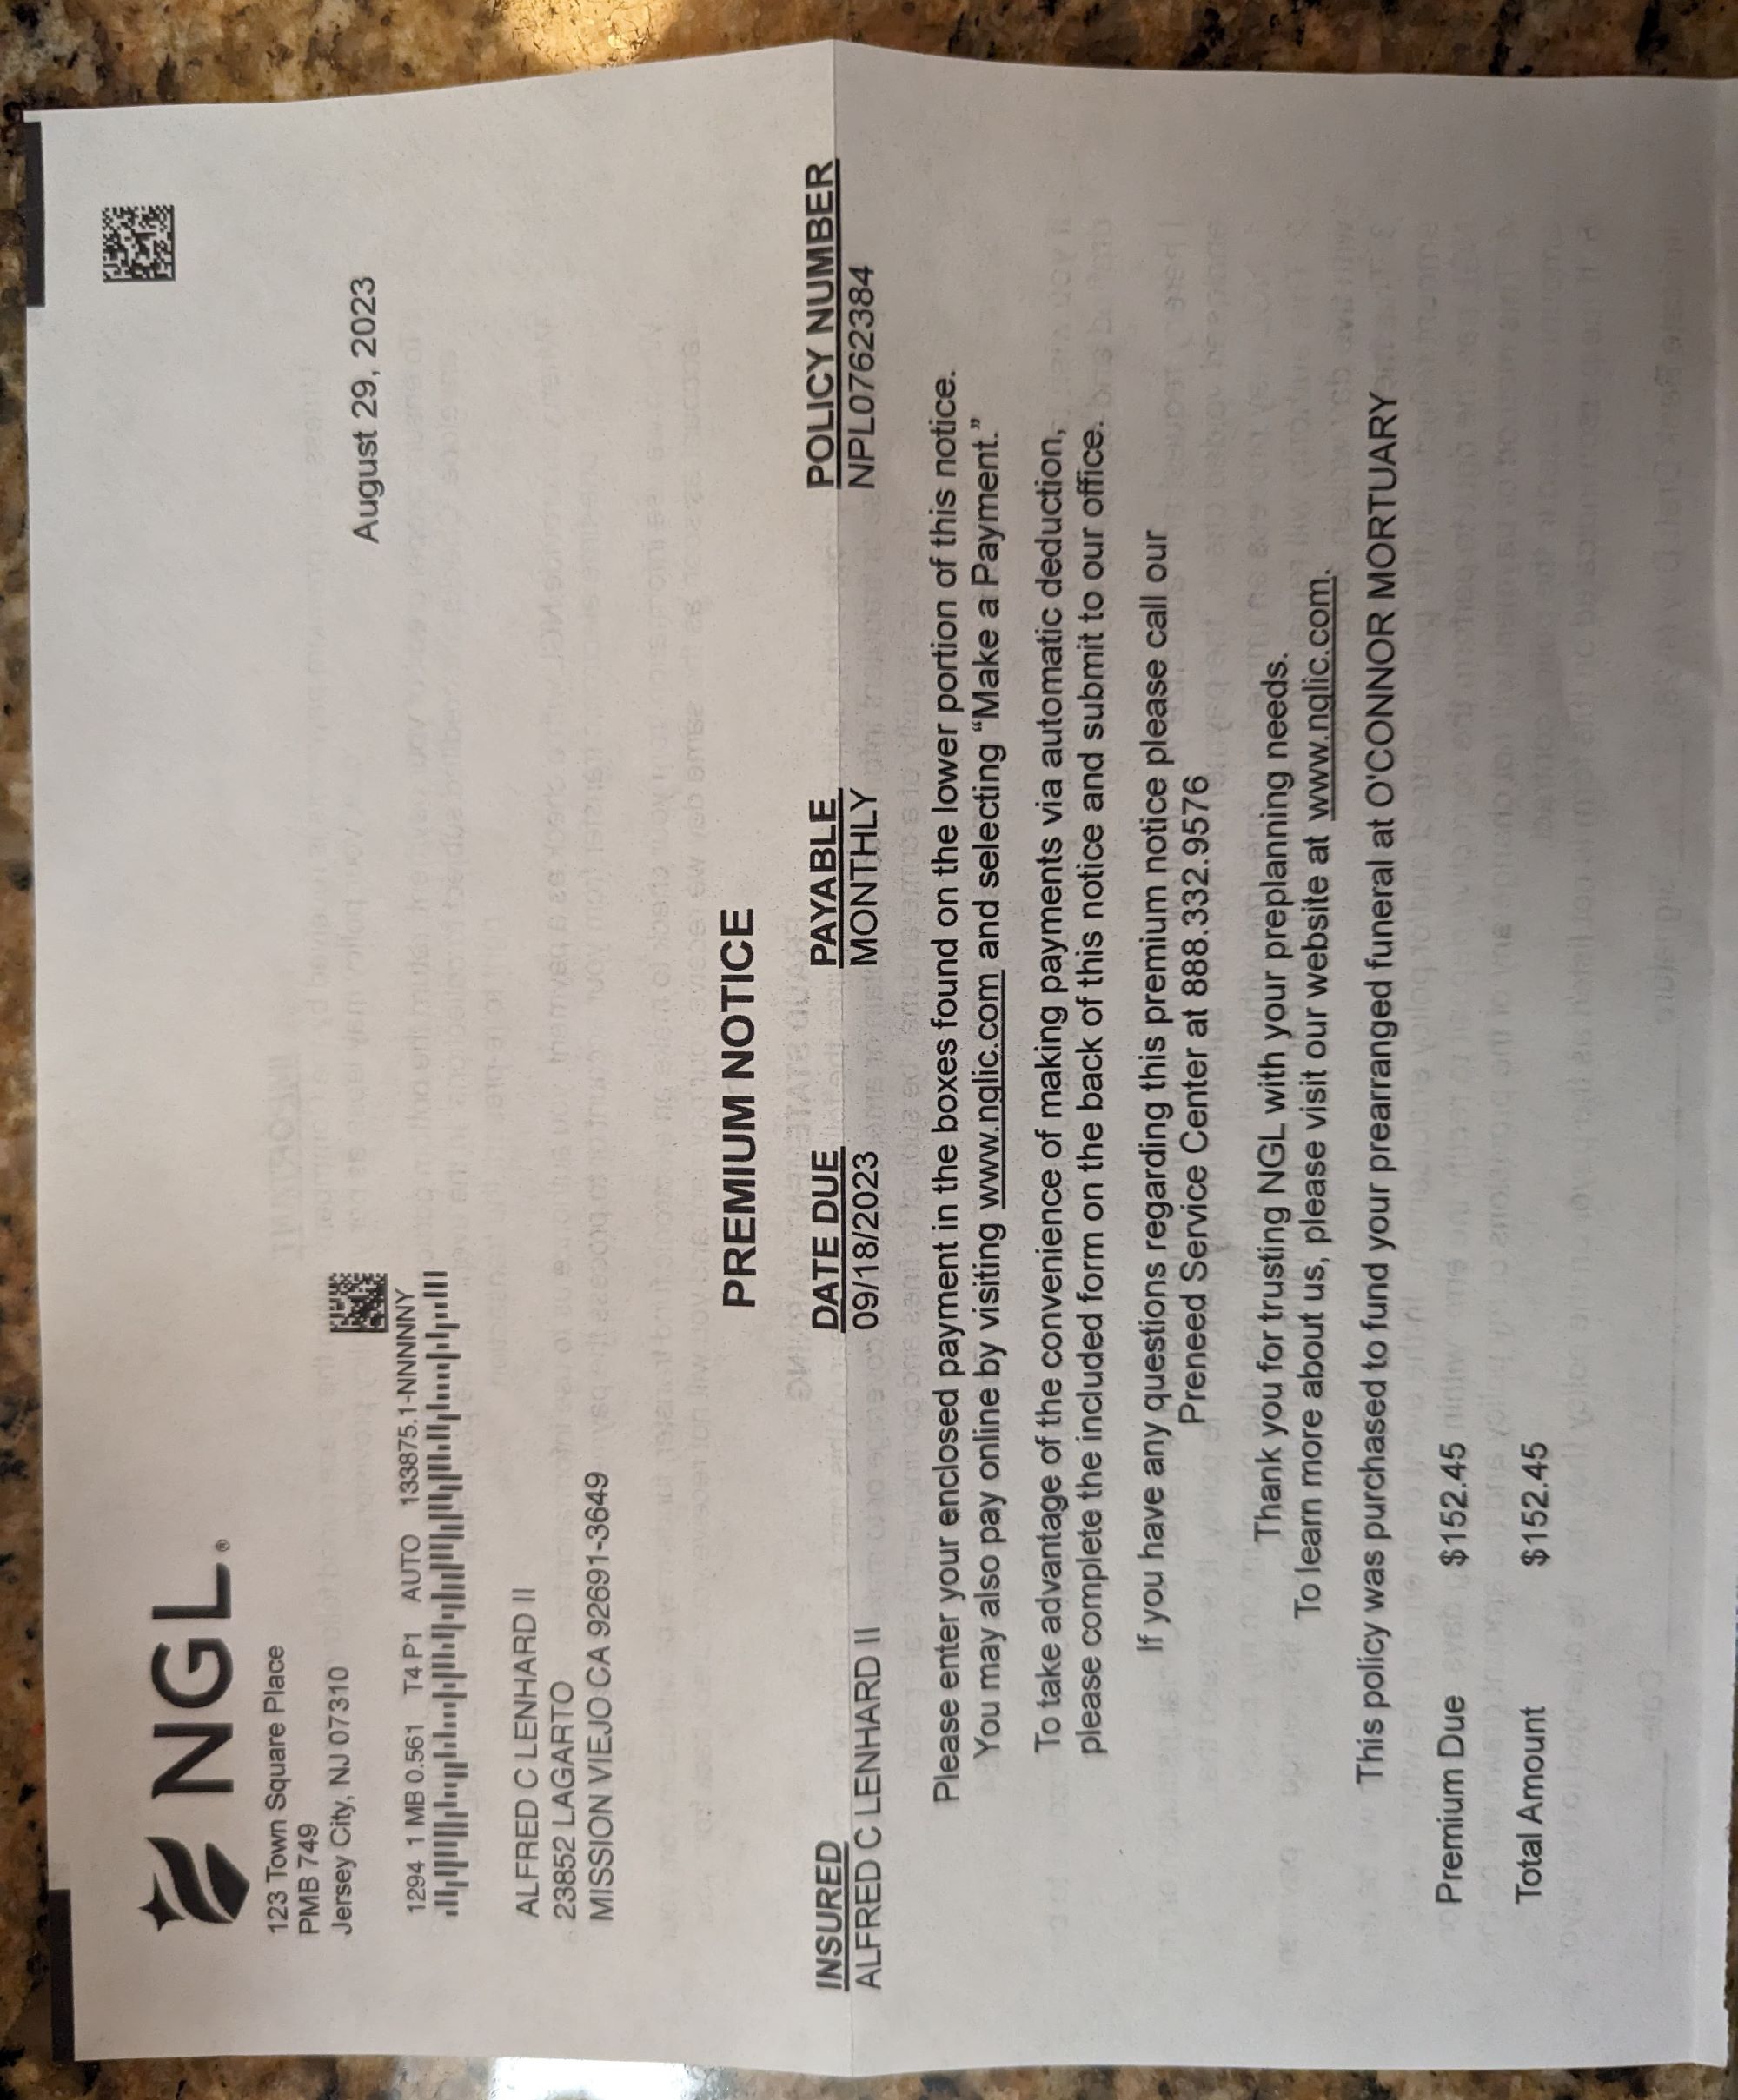 NGL®
123 Town Square Place
PMB 749
Jersey City, NJ 07310
August 29, 2023
1294 1 MB 0.561 T4 P1 AUTO 133875.1-NNNNNY
ALFRED C LENHARD II
23852 LAGARTO
MISSION VIEJO CA 92691-3649
PREMIUM NOTICE
INSURED DATE DUE PAYABLE POLICY NUMBER
ALFRED C LENHARD II 09/18/2023 MONTHLY NPL0762384
Please enter your enclosed payment in the boxes found on the lower portion of this notice.
You may also pay online by visiting www.nglic.com and selecting “Make a Payment.”
To take advantage of the convenience of making payments via automatic deduction,
please complete the included form on the back of this notice and submit to our office.
If you have any questions regarding this premium notice please call our
Preneed Service Center at 888.332.9576
Thank you for trusting NGL with your preplanning needs.
To learn more about us, please visit our website at www.nglic.com.
This policy was purchased to fund your prearranged funeral at O'CONNOR MORTUARY
Premium Due $152.45
Total Amount $152.45